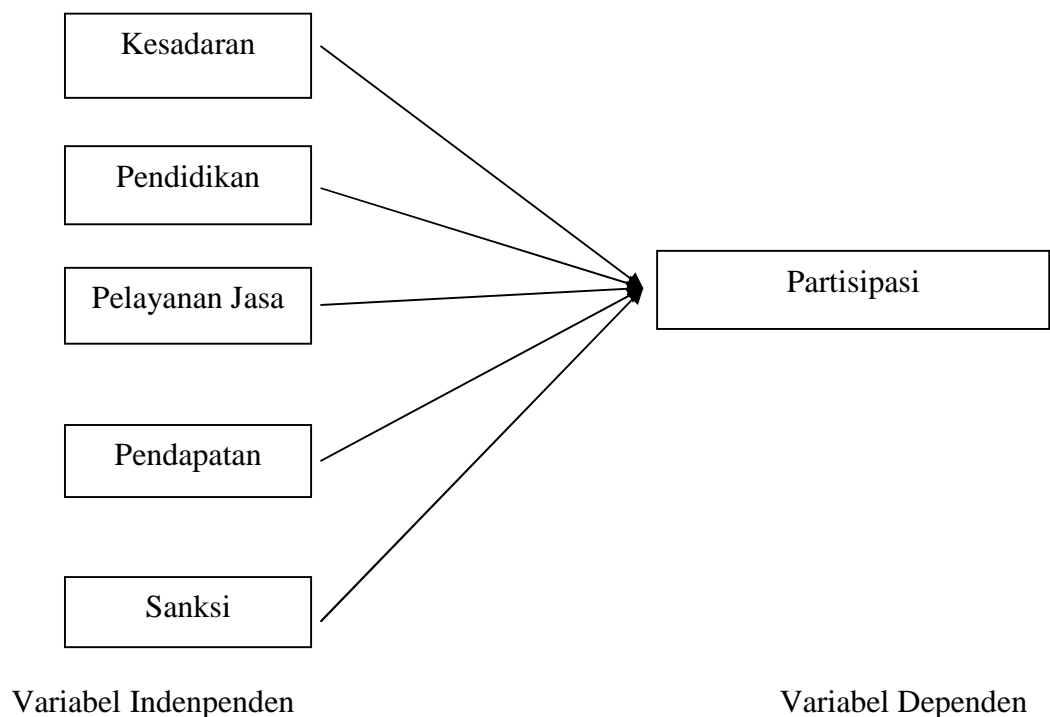 Kesadaran
Pendidikan
Pelayanan Jasa
Pendapatan
Sanksi
Partisipasi
Variabel Indenpenden
Variabel Dependen